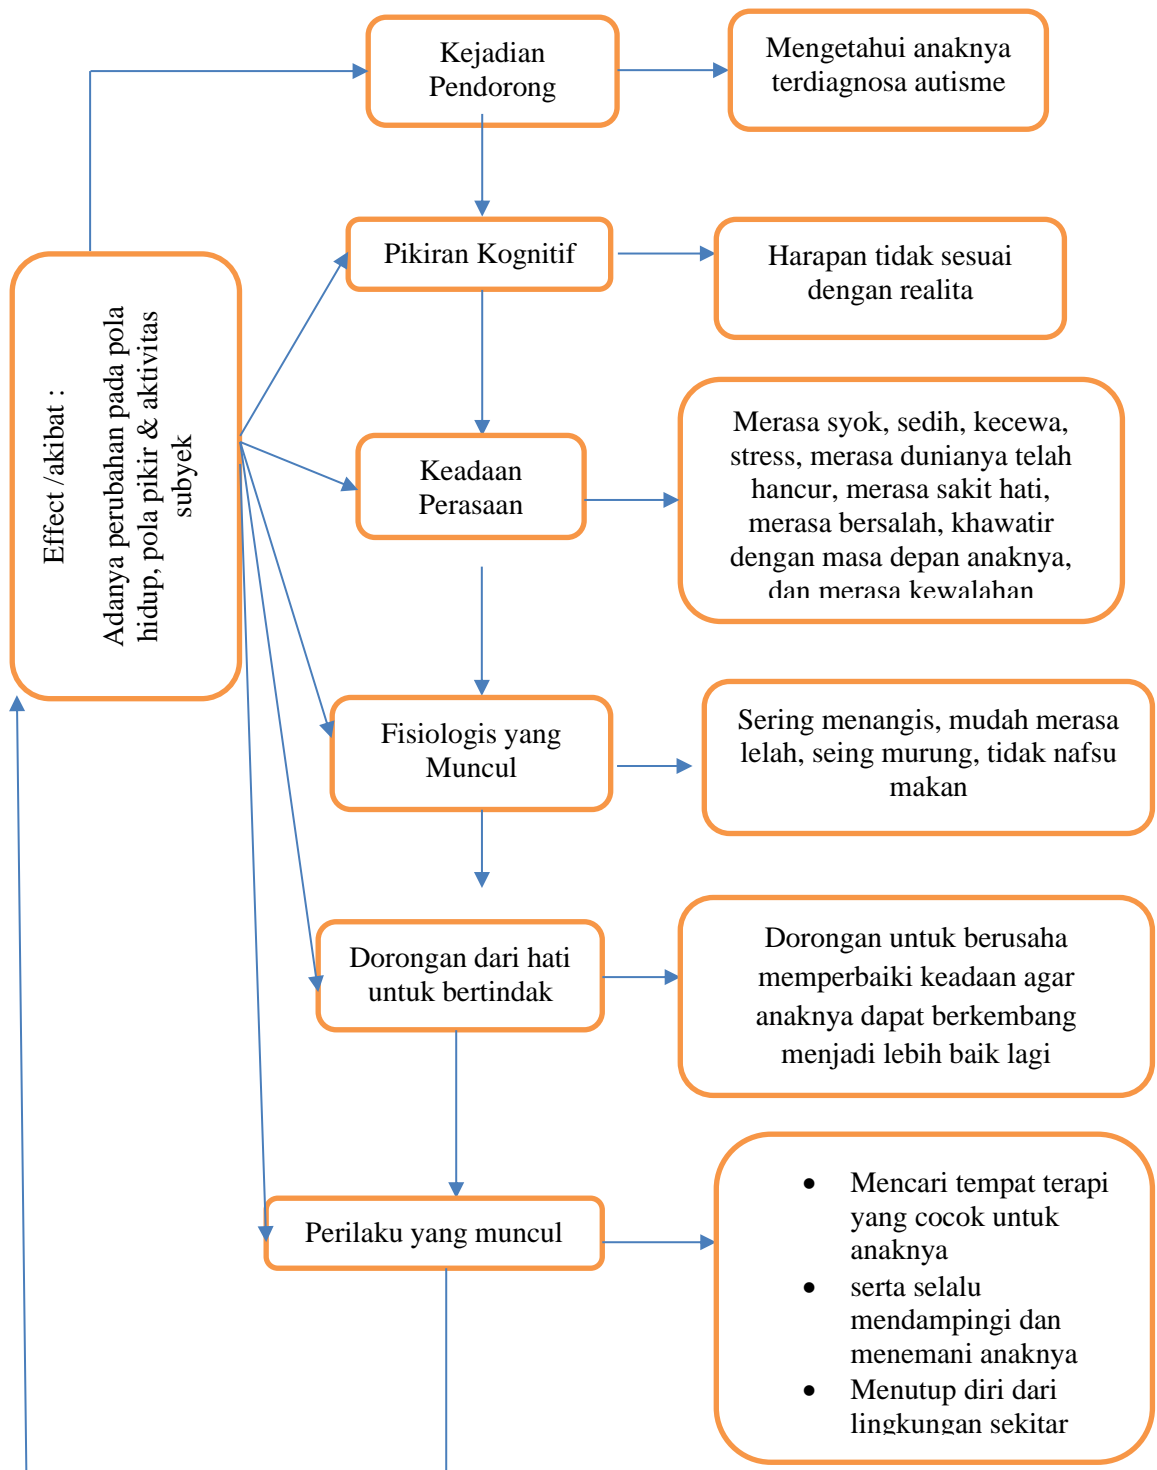 Kejadian
Pendorong
Mengetahui anaknya
terdiagnosa autisme
Pikiran Kognitif
Harapan tidak sesuai
dengan realita
Effect /akibat :
Adanya perubahan pada pola
hidup, pola pikir & aktivitas
subyek
Keadaan
Perasaan
Merasa syok, sedih, kecewa,
stress, merasa dunianya telah
hancur, merasa sakit hati,
merasa bersalah, khawatir
dengan masa depan anaknya,
dan merasa kewalahan
Fisiologis yang
Muncul
Sering menangis, mudah merasa
lelah, seing murung, tidak nafsu
makan
Dorongan dari hati
untuk bertindak
Dorongan untuk berusaha
memperbaiki keadaan agar
anaknya dapat berkembang
menjadi lebih baik lagi
Perilaku yang muncul
• Mencari tempat terapi
yang cocok untuk
anaknya
• serta selalu
mendampingi dan
menemani anaknya
• Menutup diri dari
lingkungan sekitar